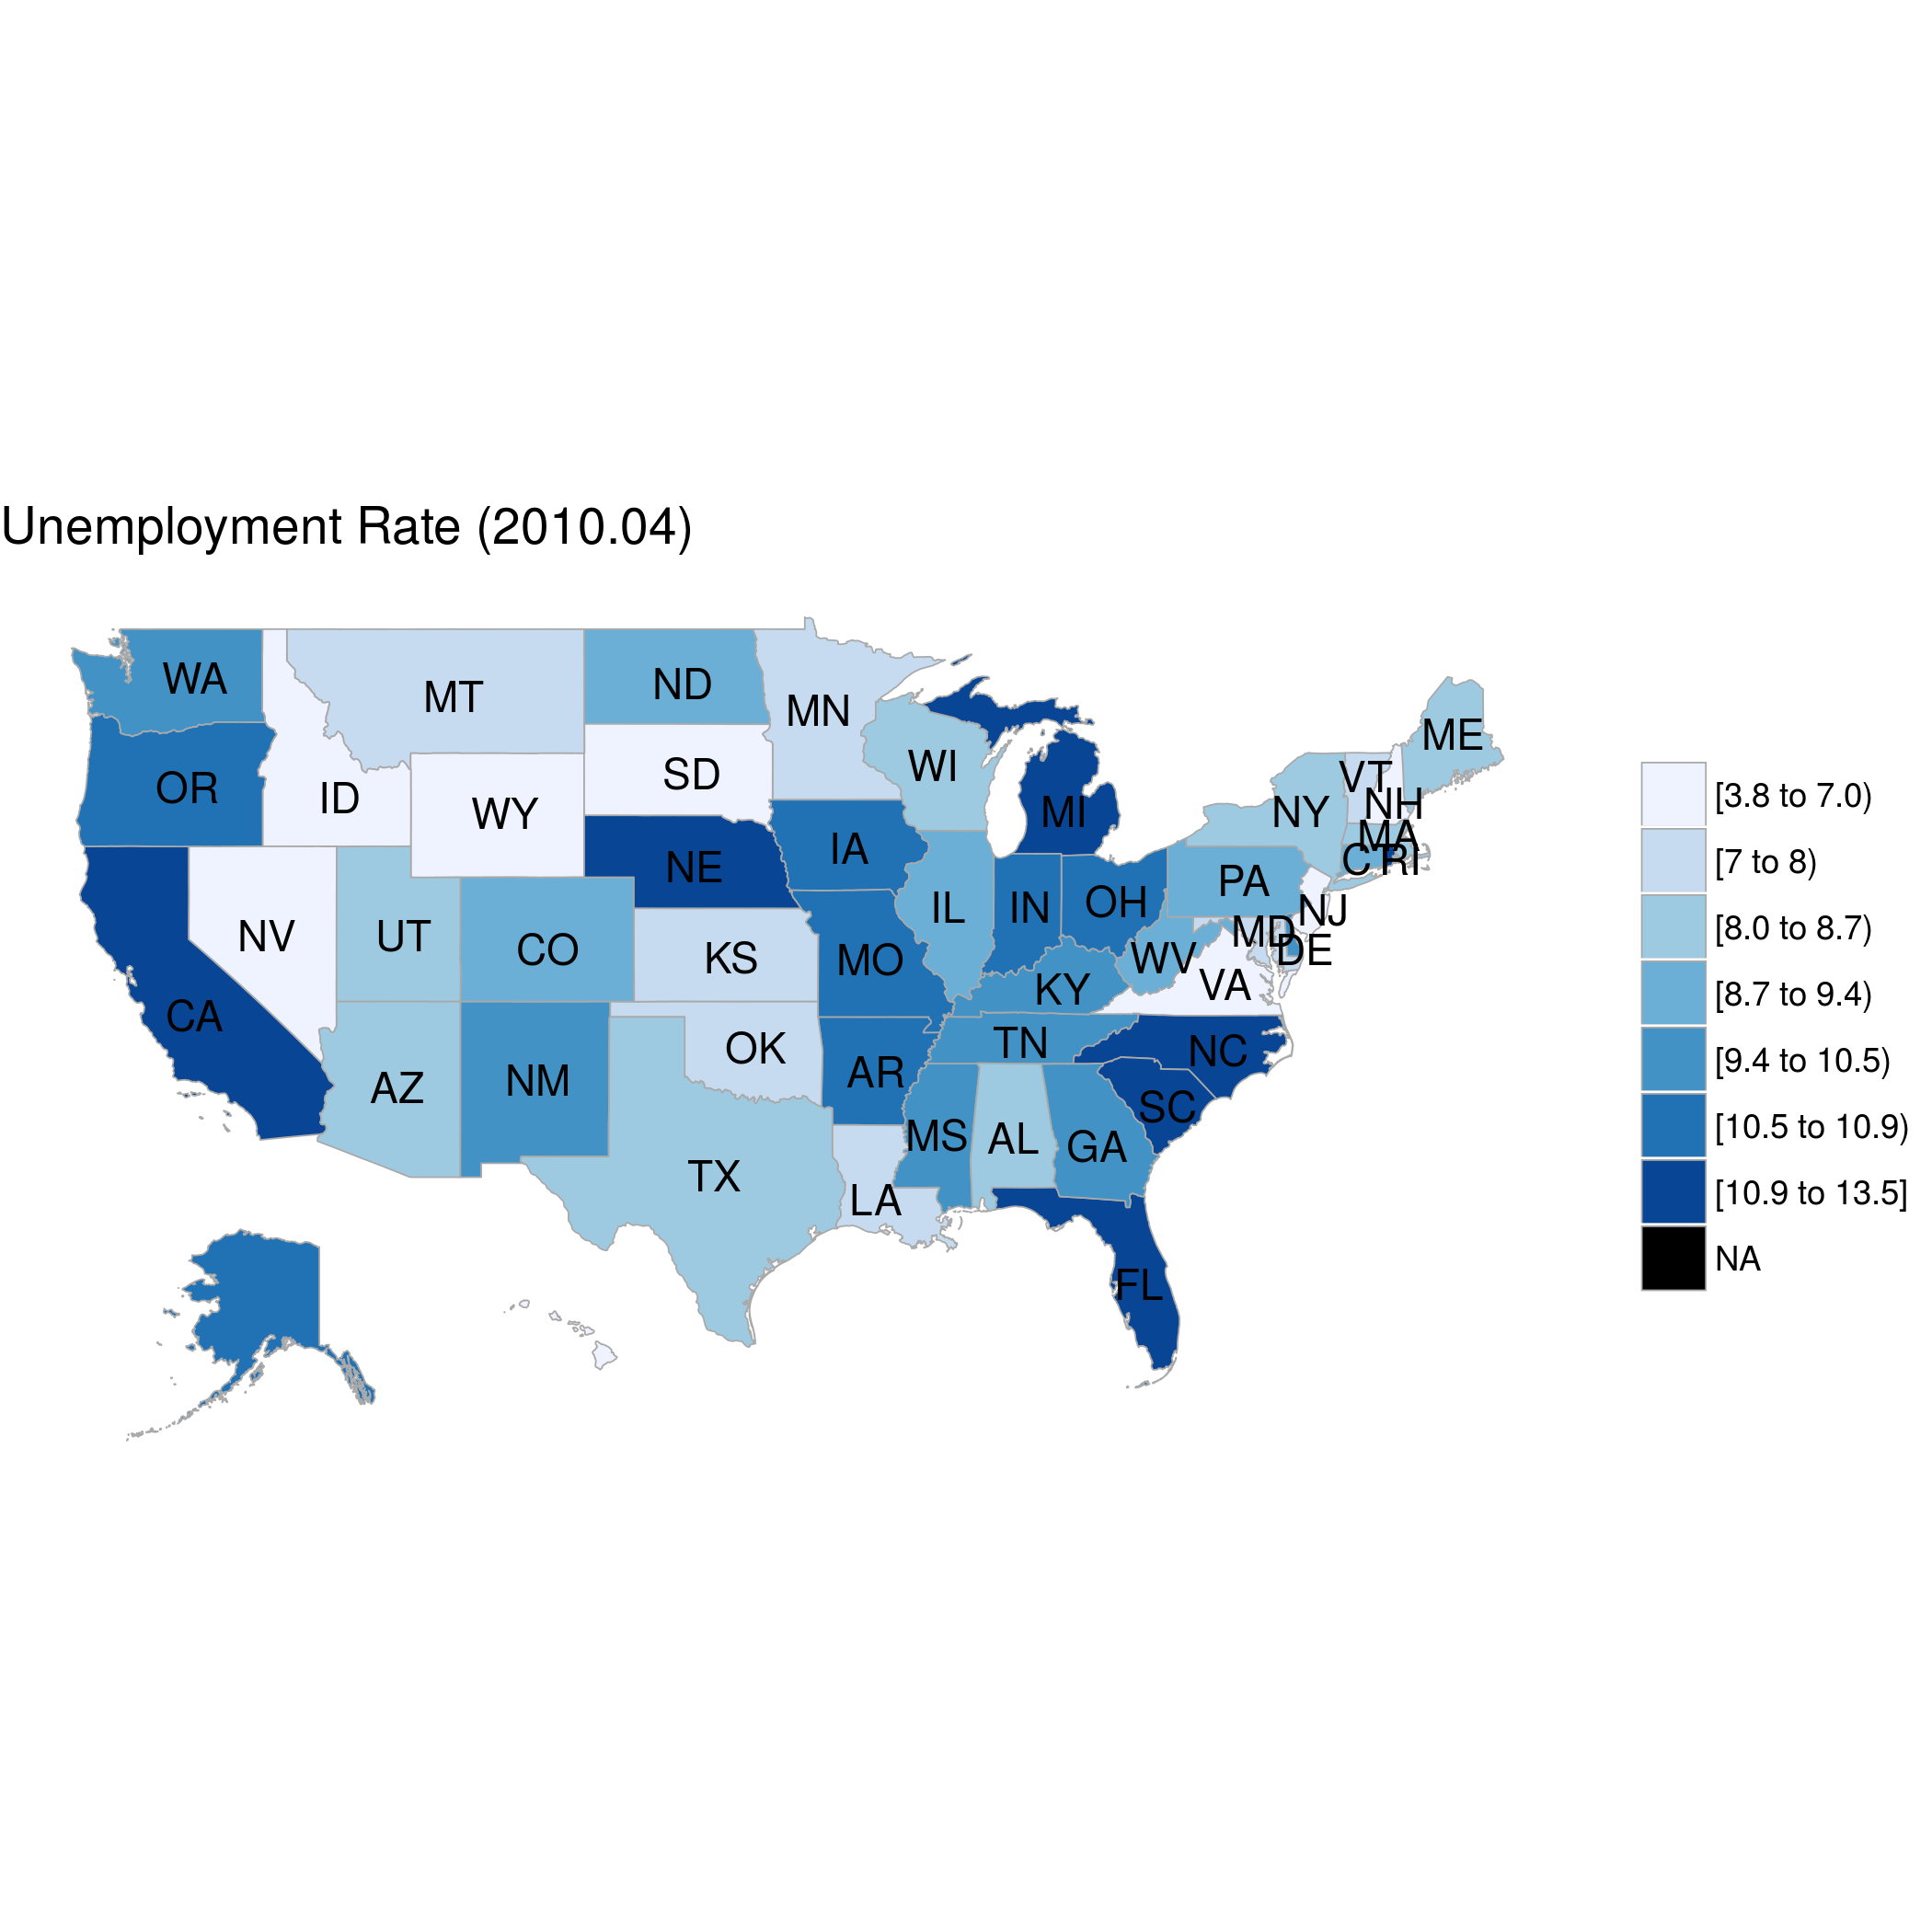 Unemployment Rate (2010.04)
WA
MT
ND
MN
ME
OR
ID
WY
SD
WI
MI
NY
VT
NH
MA
CT
RI
NE
IA
PA
NV
UT
CO
KS
MO
IL
IN
OH
NJ
MD
DE
WV
VA
KY
CA
AZ
NM
OK
AR
TN
NC
SC
TX
LA
MS
AL
GA
FL
[3.8 to 7.0)
[7 to 8)
[8.0 to 8.7)
[8.7 to 9.4)
[9.4 to 10.5)
[10.5 to 10.9)
[10.9 to 13.5]
NA